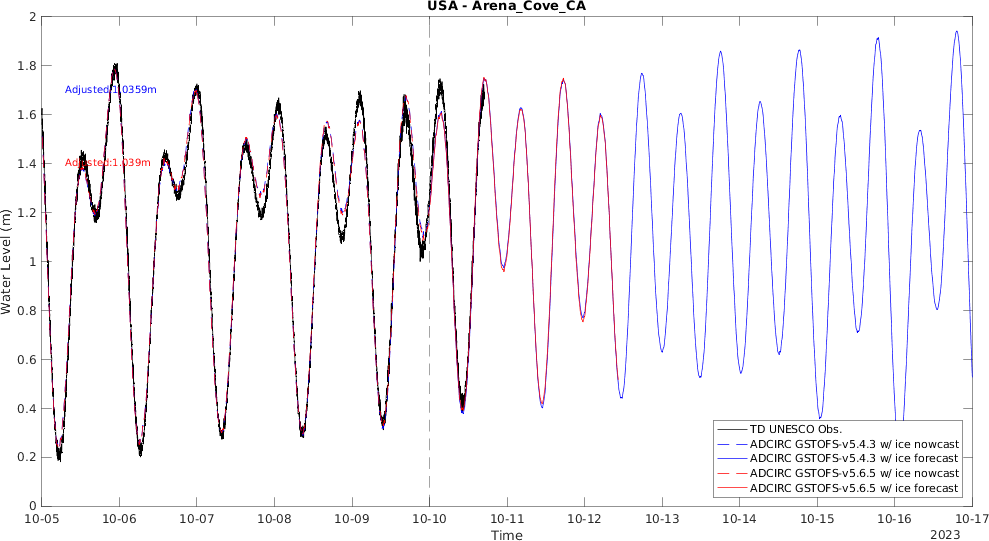 USA - Arena_Cove_CA
2
1.8
1.6
1.4
1.2
1
0.8
0.6
0.4
0.2
0
Water Level (m)
Adjusted:1.0359m
Adjusted:1.039m
TD UNESCO Obs.
ADCIRC GSTOFS-v5.4.3 w/ ice nowcast
ADCIRC GSTOFS-v5.4.3 w/ ice forecast
ADCIRC GSTOFS-v5.6.5 w/ ice nowcast
ADCIRC GSTOFS-v5.6.5 w/ ice forecast
10-05 10-06 10-07 10-08 10-09 10-10 10-11 10-12 10-13 10-14 10-15 10-16 10-17
Time
2023